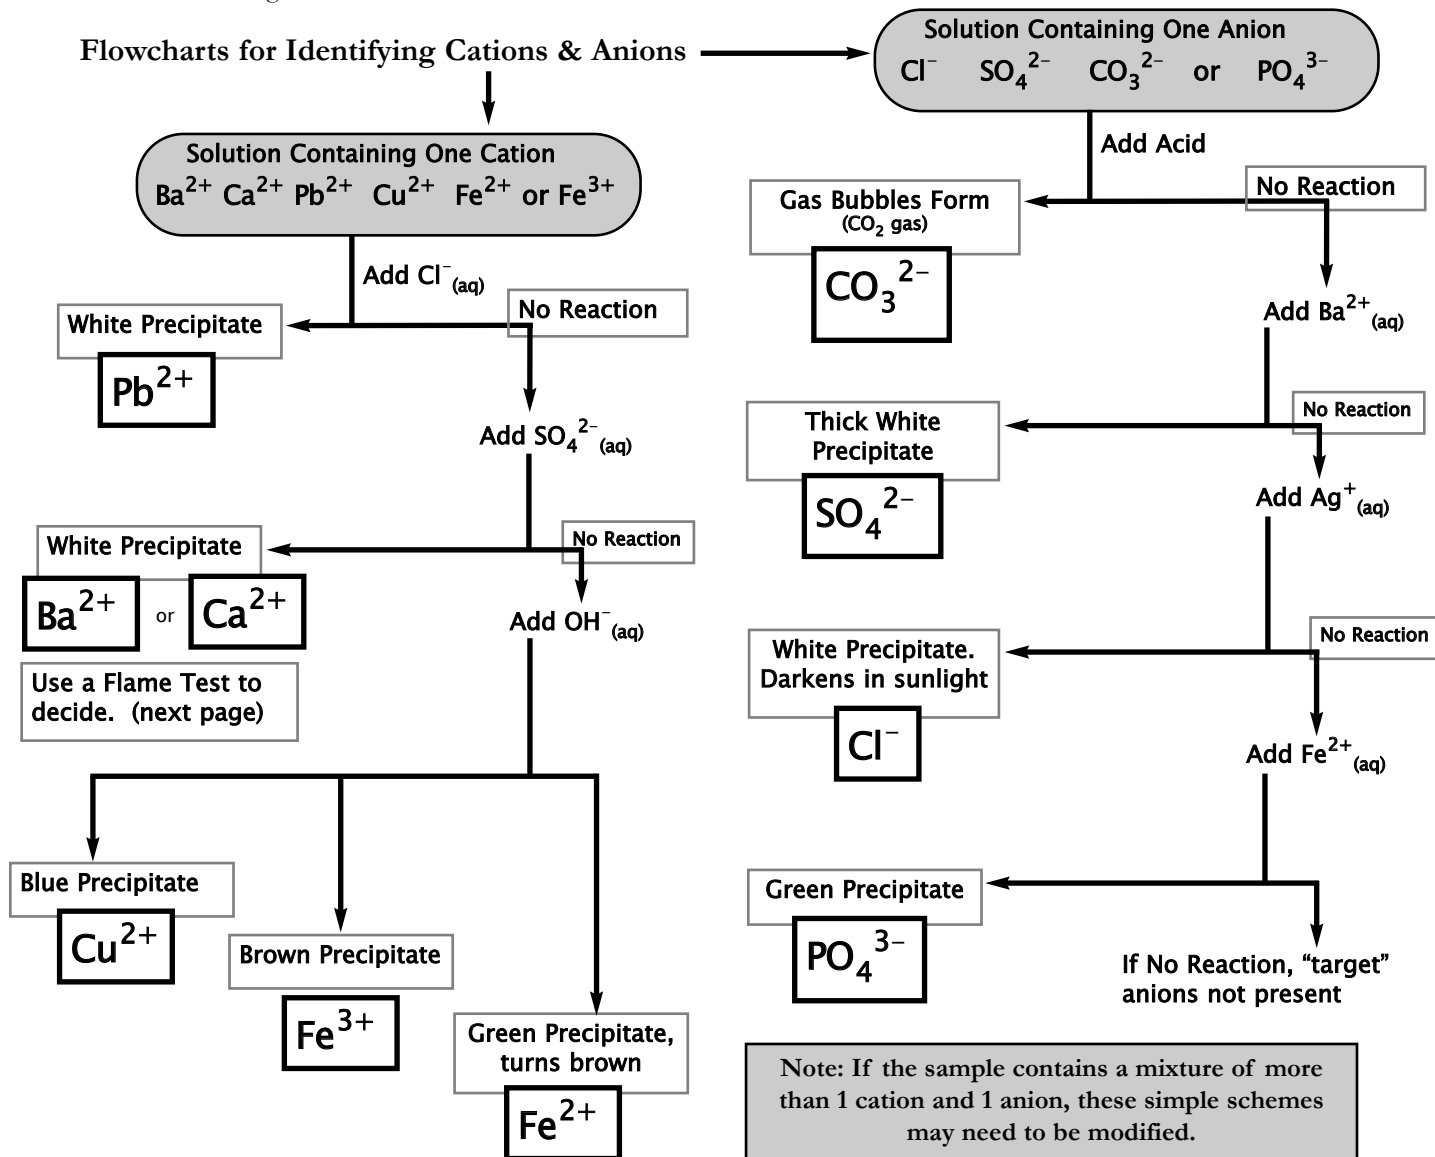 Flowcharts for Identifying Cations & Anions
Solution Containing One Cation
Ba²⁺ Ca²⁺ Pb²⁺ Cu²⁺ Fe²⁺ or Fe³⁺
Add Cl⁻(aq)
White Precipitate
Pb²⁺
No Reaction
Add SO₄²⁻(aq)
White Precipitate
Ba²⁺ or Ca²⁺
Use a Flame Test to
decide. (next page)
No Reaction
Add OH⁻(aq)
Blue Precipitate
Cu²⁺
Brown Precipitate
Fe³⁺
Green Precipitate,
turns brown
Fe²⁺
Solution Containing One Anion
Cl⁻ SO₄²⁻ CO₃²⁻ or PO₄³⁻
Add Acid
Gas Bubbles Form
(CO₂ gas)
CO₃²⁻
No Reaction
Add Ba²⁺(aq)
Thick White
Precipitate
SO₄²⁻
No Reaction
Add Ag⁺(aq)
White Precipitate.
Darkens in sunlight
Cl⁻
No Reaction
Add Fe²⁺(aq)
Green Precipitate
PO₄³⁻
If No Reaction, “target”
anions not present
Note: If the sample contains a mixture of more
than 1 cation and 1 anion, these simple schemes
may need to be modified.